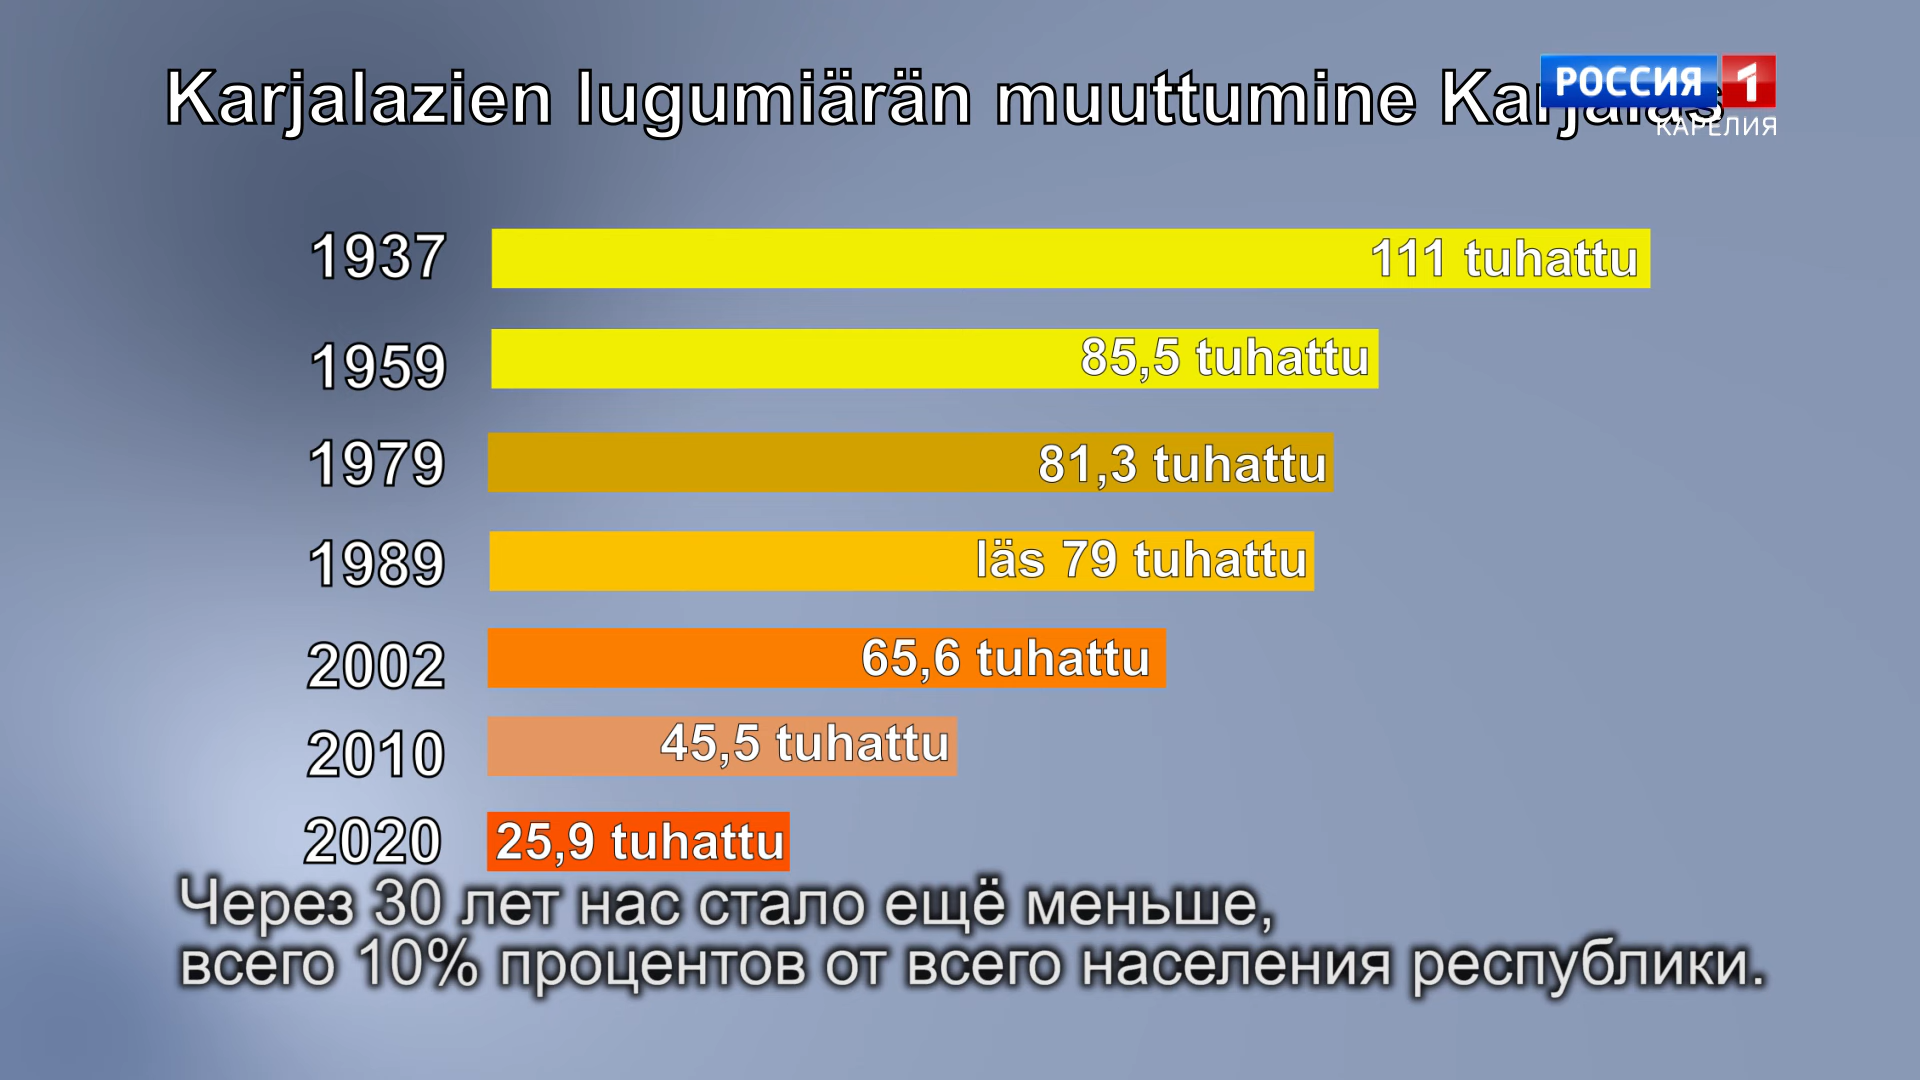 Karjalazien lugumiärän muuttumine Karjalas
РОССИЯ 1
КАРЕЛИЯ
1937 111 tuhattu
1959 85,5 tuhattu
1979 81,3 tuhattu
1989 läs 79 tuhattu
2002 65,6 tuhattu
2010 45,5 tuhattu
2020 25,9 tuhattu
Через 30 лет нас стало ещё меньше,
всего 10% процентов от всего населения республики.